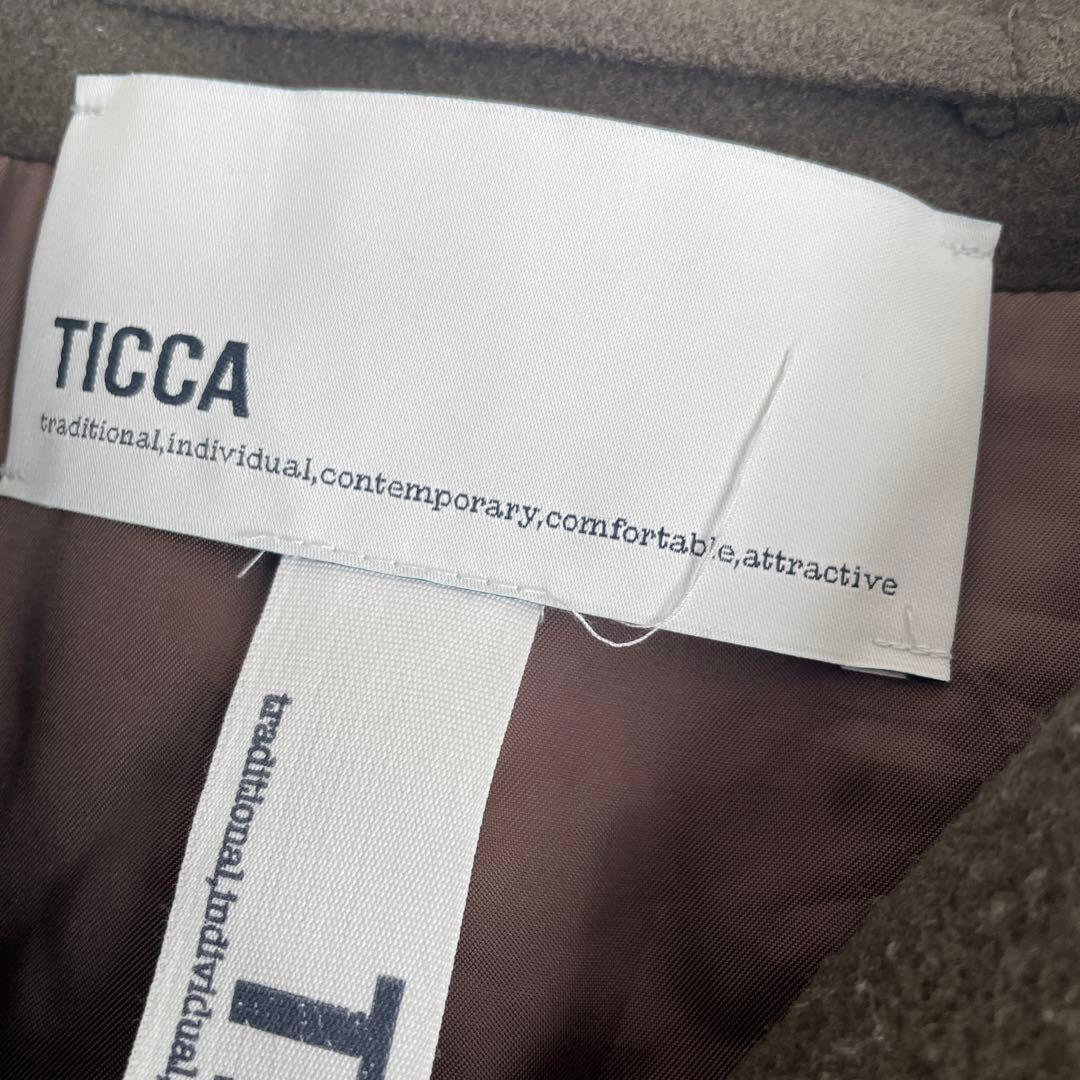 TICCA
traditional,individual,contemporary,comfortable,attractive
traditional,individual,
T